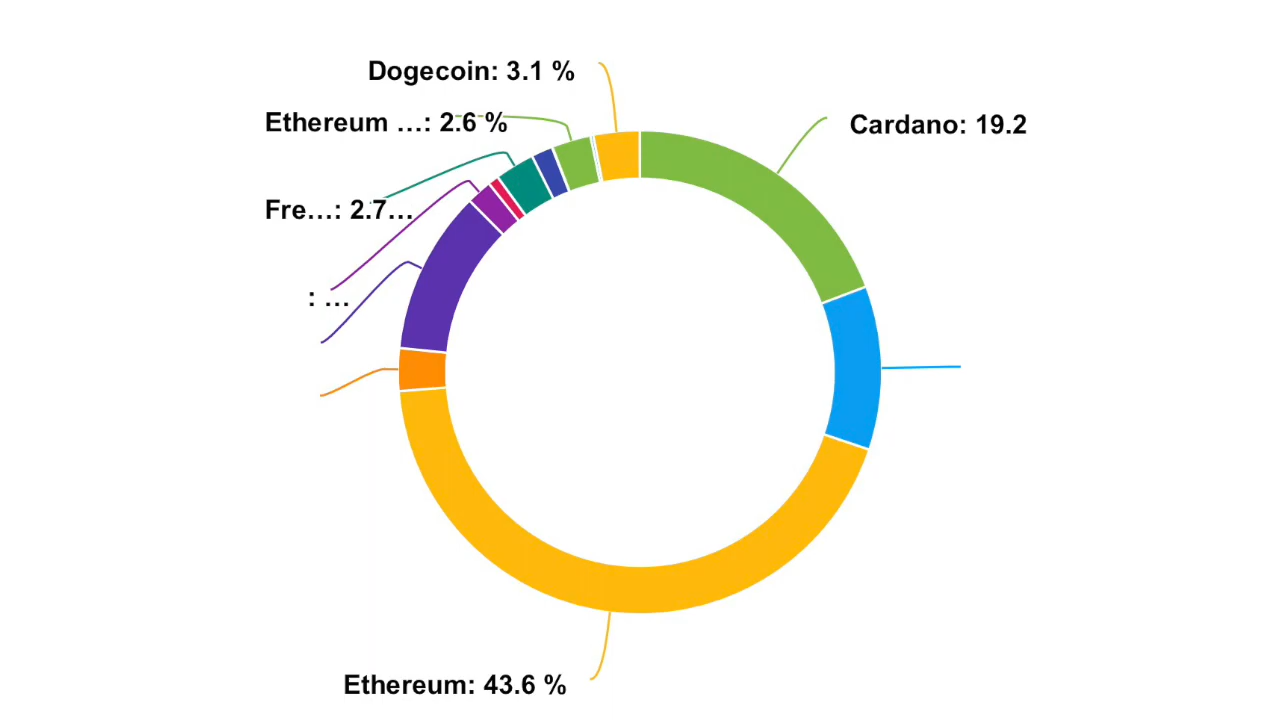 Dogecoin: 3.1 %
Ethereum …: 2.6 %
Cardano: 19.2
Fre…: 2.7…
: …
Ethereum: 43.6 %